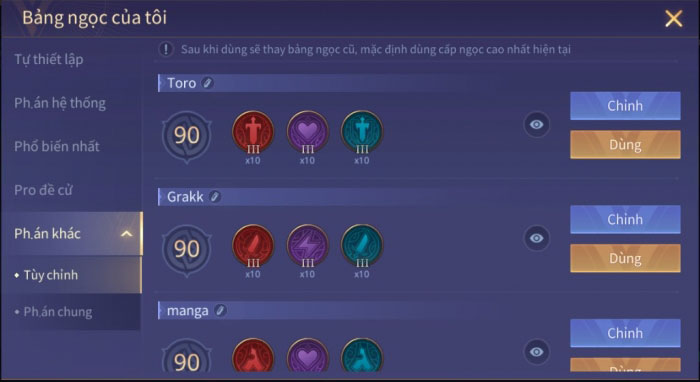 Bảng ngọc của tôi
Tự thiết lập
Ph.án hệ thống
Phổ biến nhất
Pro đề cử
Ph.án khác
• Tùy chỉnh
• Ph.án chung
! Sau khi dùng sẽ thay bảng ngọc cũ, mặc định dùng cấp ngọc cao nhất hiện tại
Toro
90
III
III
III
x10
x10
x10
Chỉnh
Dùng
Grakk
90
III
III
III
x10
x10
x10
Chỉnh
Dùng
manga
90
Chỉnh
Dùng